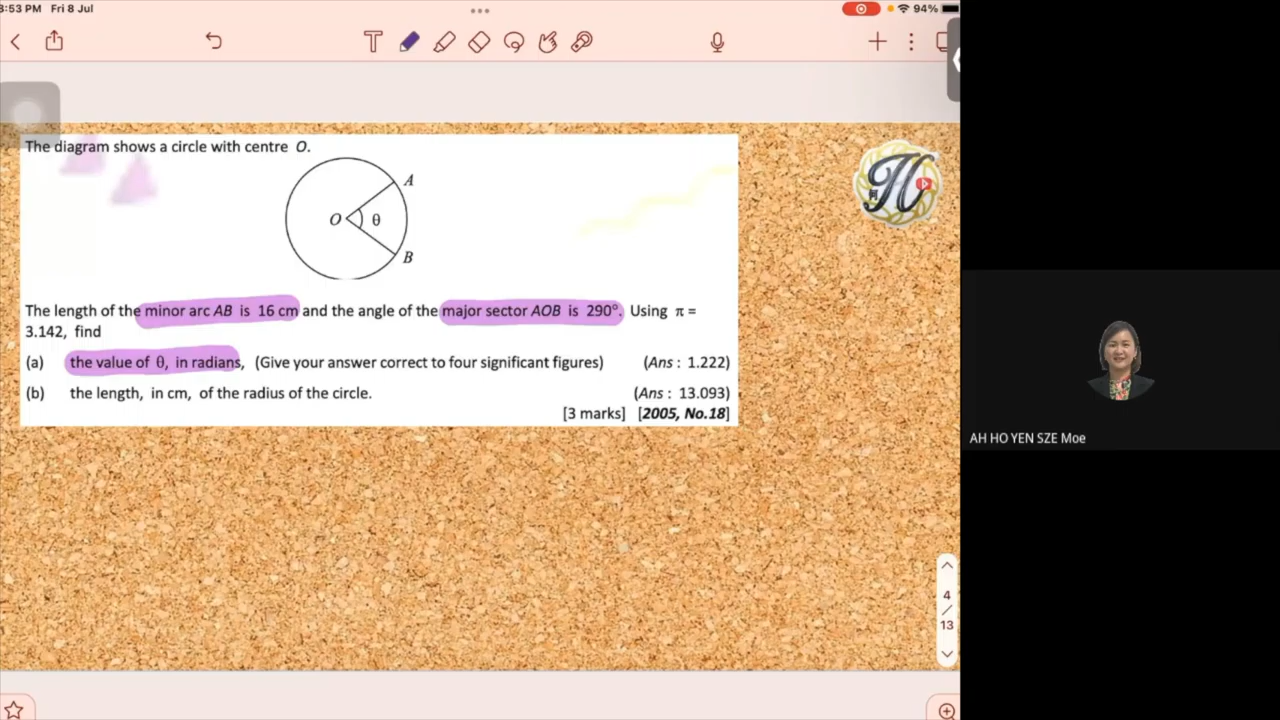 3:53 PM Fri 8 Jul
94%
The diagram shows a circle with centre O.
A
O θ
B
The length of the minor arc AB is 16 cm and the angle of the major sector AOB is 290°. Using π =
3.142, find
(a) the value of θ, in radians, (Give your answer correct to four significant figures) (Ans : 1.222)
(b) the length, in cm, of the radius of the circle. (Ans : 13.093)
[3 marks] [2005, No.18]
AH HO YEN SZE Moe
4
/
13